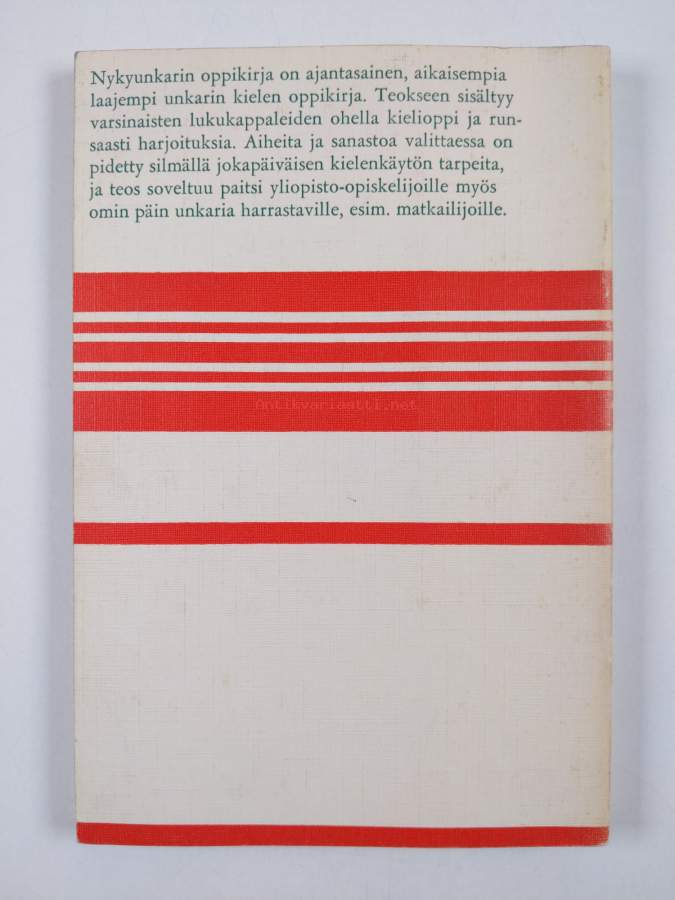 Nykyunkarin oppikirja on ajantasainen, aikaisempia
laajempi unkarin kielen oppikirja. Teokseen sisältyy
varsinaisten lukukappaleiden ohella kielioppi ja run-
saasti harjoituksia. Aiheita ja sanastoa valittaessa on
pidetty silmällä jokapäiväisen kielenkäytön tarpeita,
ja teos soveltuu paitsi yliopisto-opiskelijoille myös
omin päin unkaria harrastaville, esim. matkailijoille.
Antikvariaatti.net